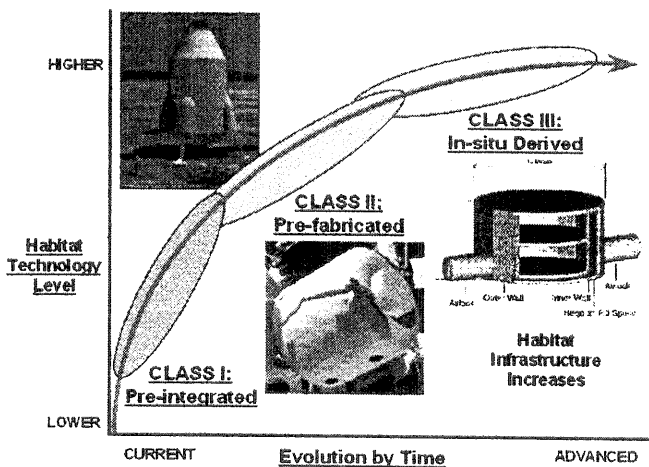 HIGHER
CLASS III:
In-situ Derived
CLASS II:
Pre-fabricated
Habitat
Technology
Level
Airlock
Outer Wall
Inner Wall
Airlock
Habitat
Infrastructure
Increases
CLASS I:
Pre-integrated
LOWER
CURRENT
Evolution by Time
ADVANCED